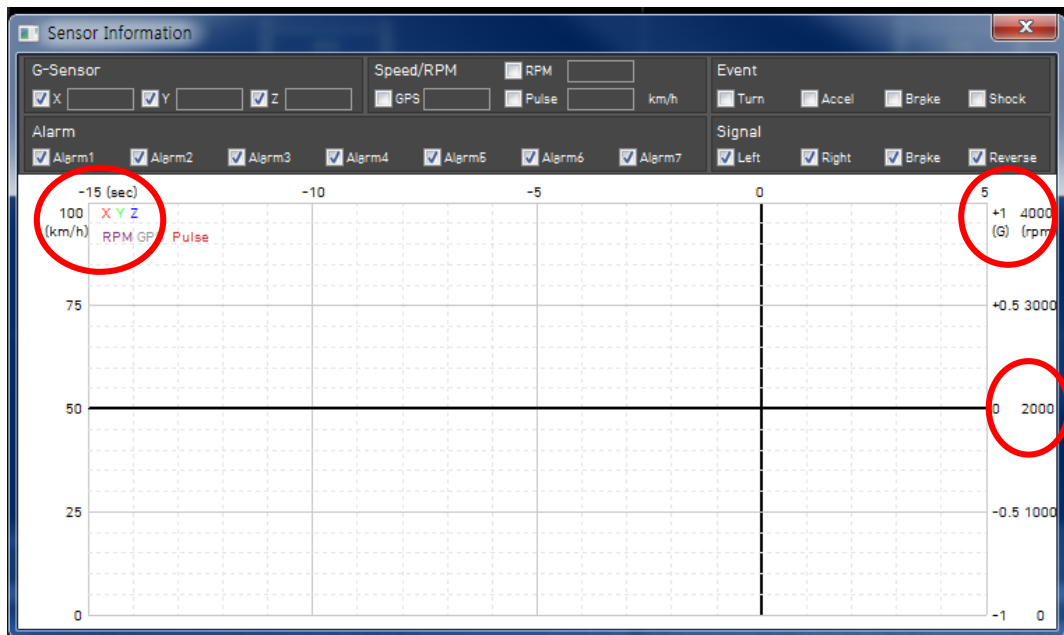 Sensor Information
G-Sensor Speed/RPM RPM Event
X Y Z GPS Pulse km/h Turn Accel Brake Shock
Alarm Signal
Alarm1 Alarm2 Alarm3 Alarm4 Alarm5 Alarm6 Alarm7 Left Right Brake Reverse
-15 (sec) -10 -5 0 5
100 X Y Z +1 4000
(km/h) RPM GPS Pulse (G) (rpm)
75 +0.5 3000
50 0 2000
25 -0.5 1000
0 -1 0